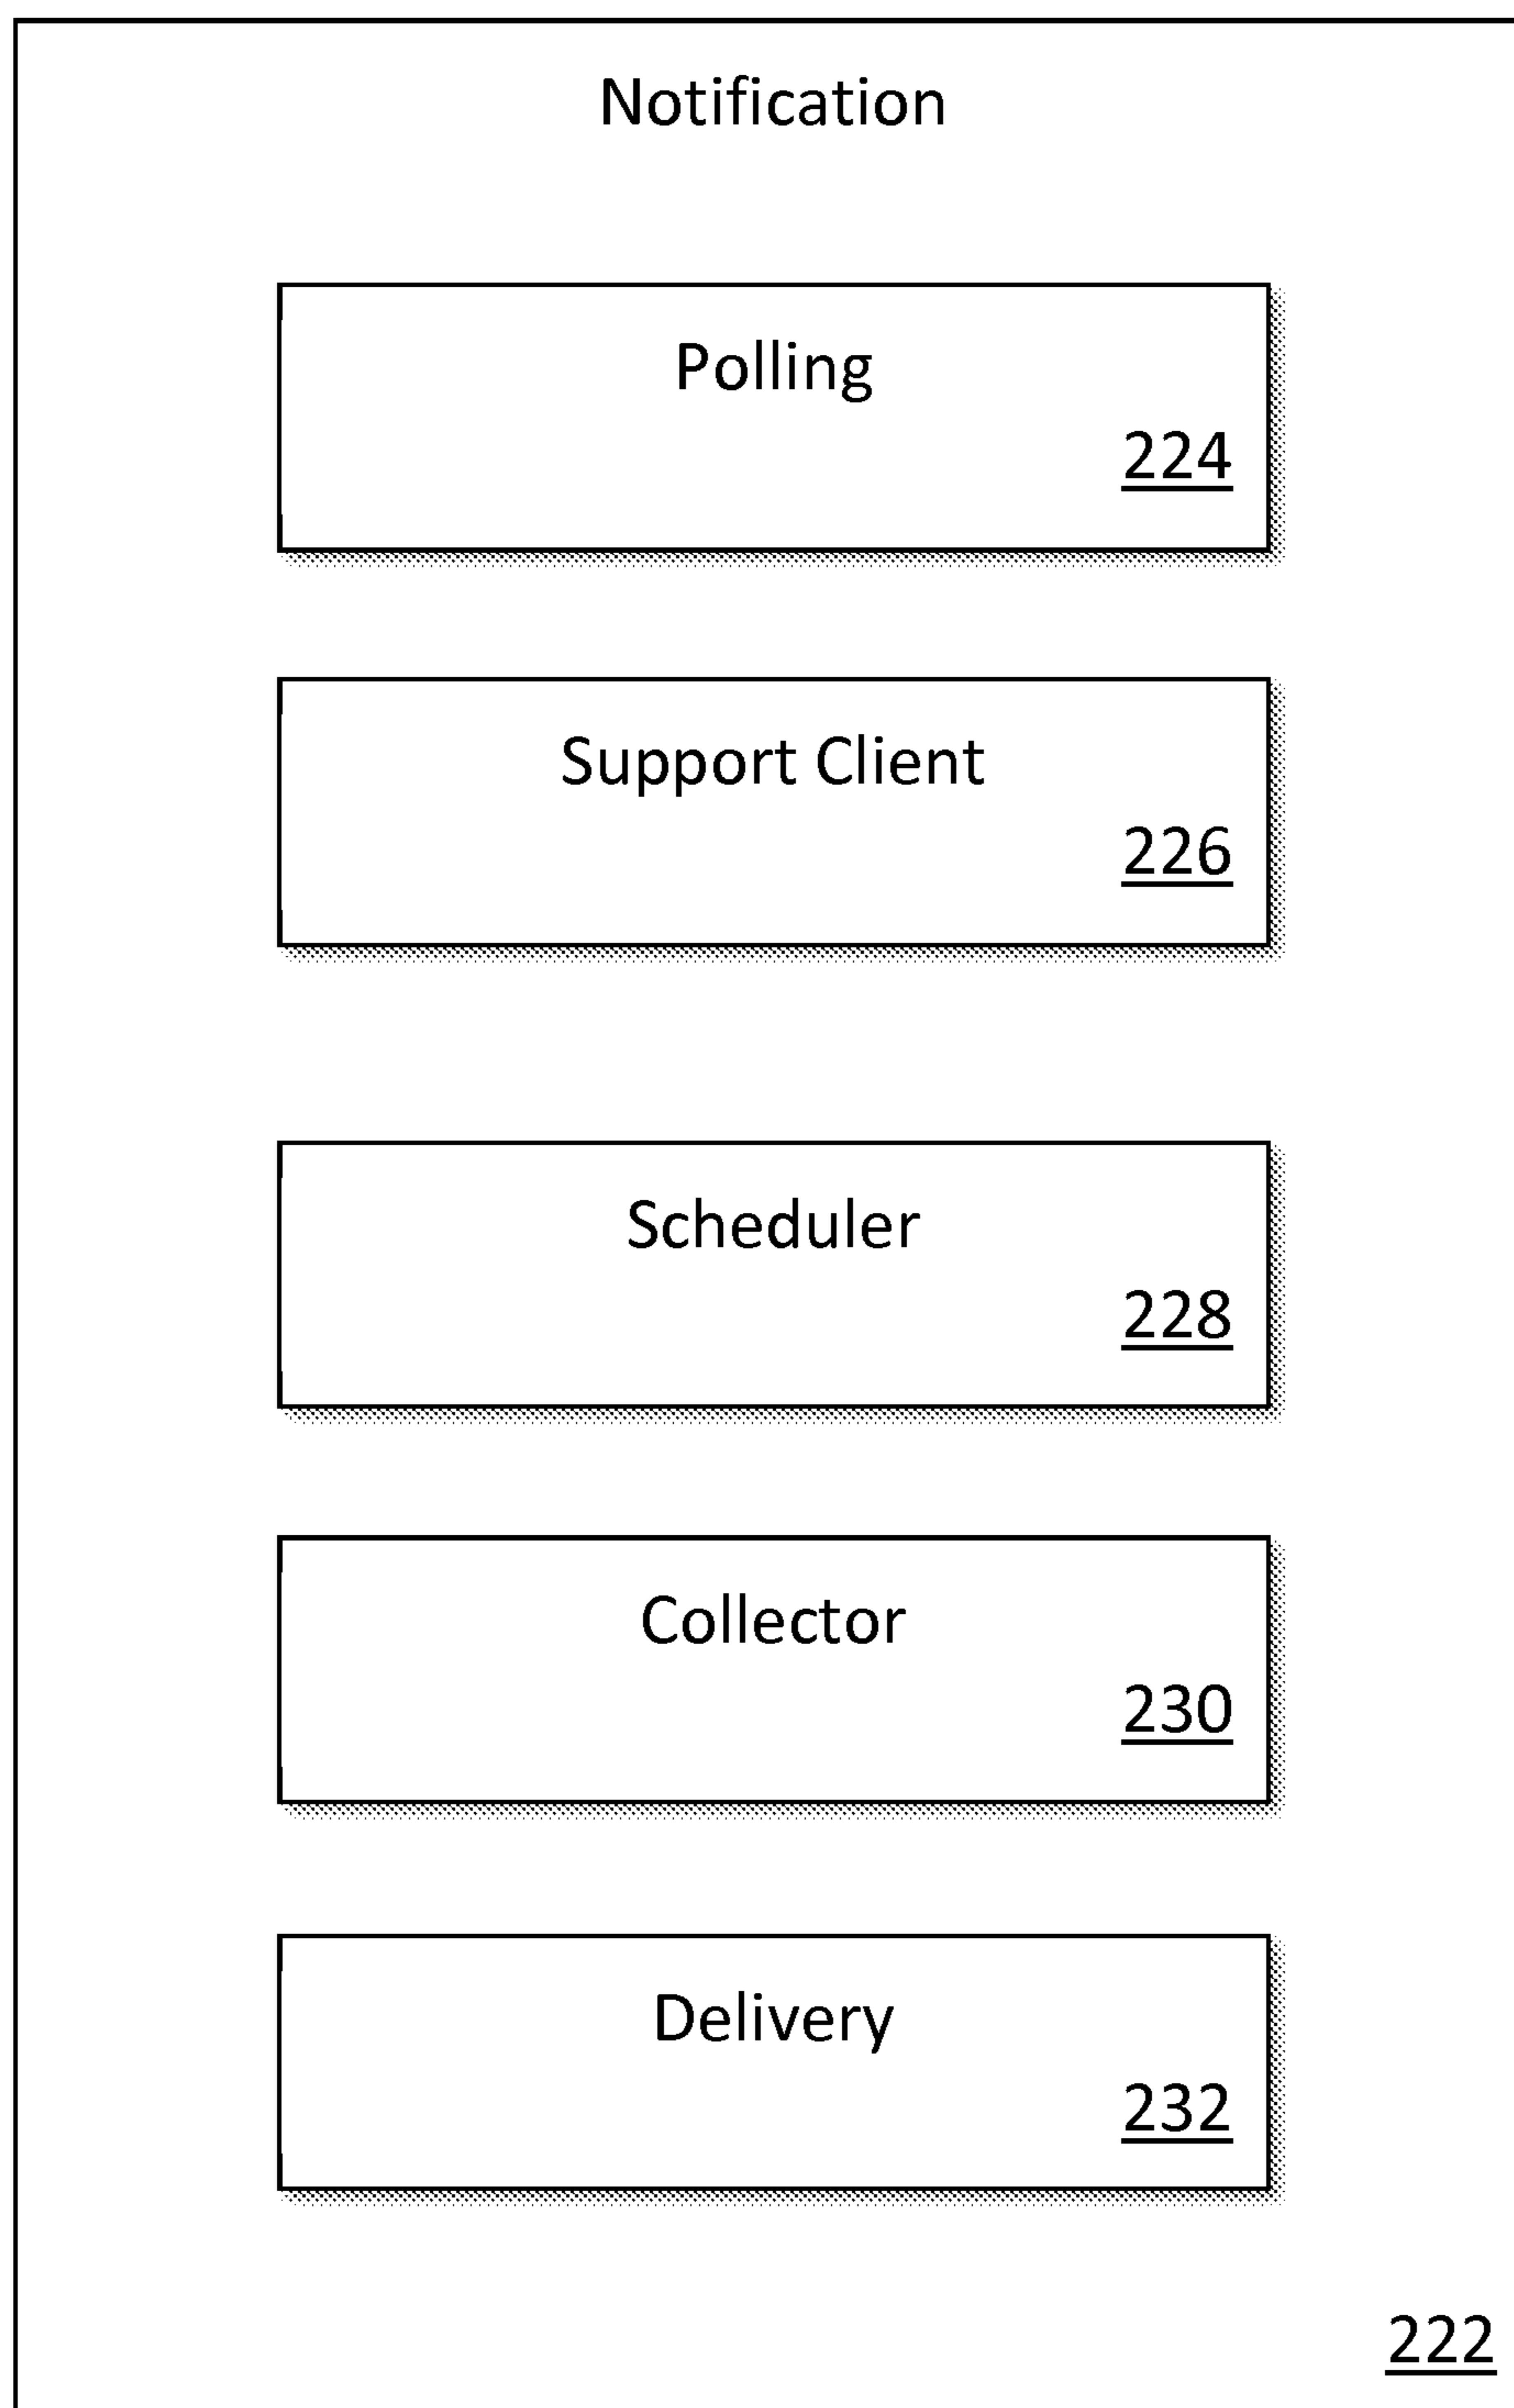 Notification
Polling
224
Support Client
226
Scheduler
228
Collector
230
Delivery
232
222